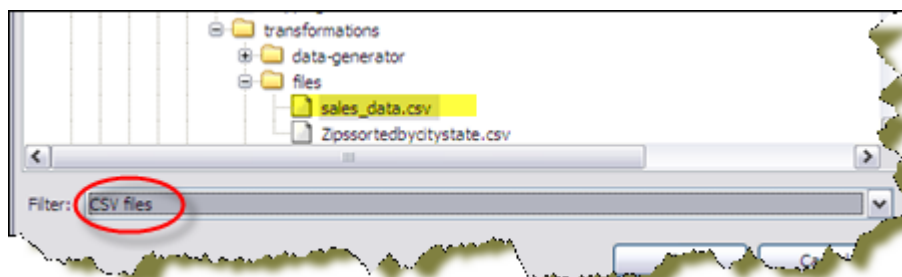 transformations
data-generator
files
sales_data.csv
Zipssortedbycitystate.csv
Filter: CSV files